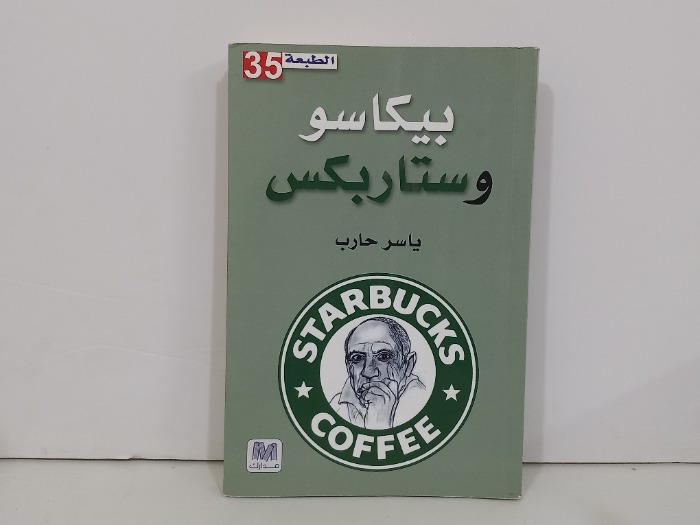 الطبعة 35
بيكاسو
وستاربكس
ياسر حارب
STARBUCKS
COFFEE
مدارك